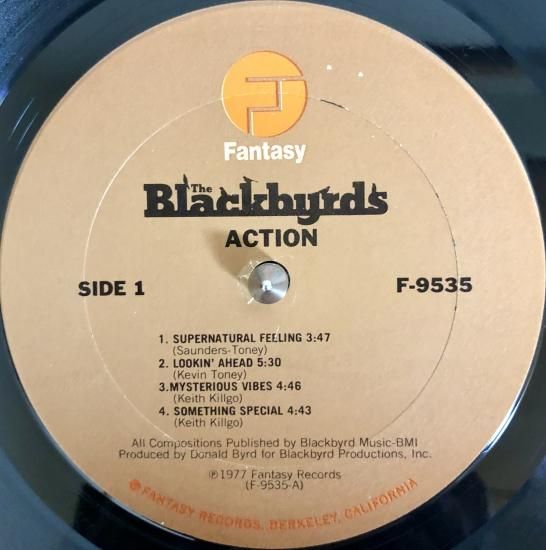 Fantasy
The
Blackbyrds
ACTION
SIDE 1
F-9535
1. SUPERNATURAL FEELING 3:47
(Saunders-Toney)
2. LOOKIN' AHEAD 5:30
(Kevin Toney)
3.MYSTERIOUS VIBES 4:46
(Keith Killgo)
4. SOMETHING SPECIAL 4:43
(Keith Killgo)
All Compositions Published by Blackbyrd Music-BMI
Produced by Donald Byrd for Blackbyrd Productions, Inc.
℗ 1977 Fantasy Records
(F-9535-A)
FANTASY RECORDS, BERKELEY, CALIFORNIA